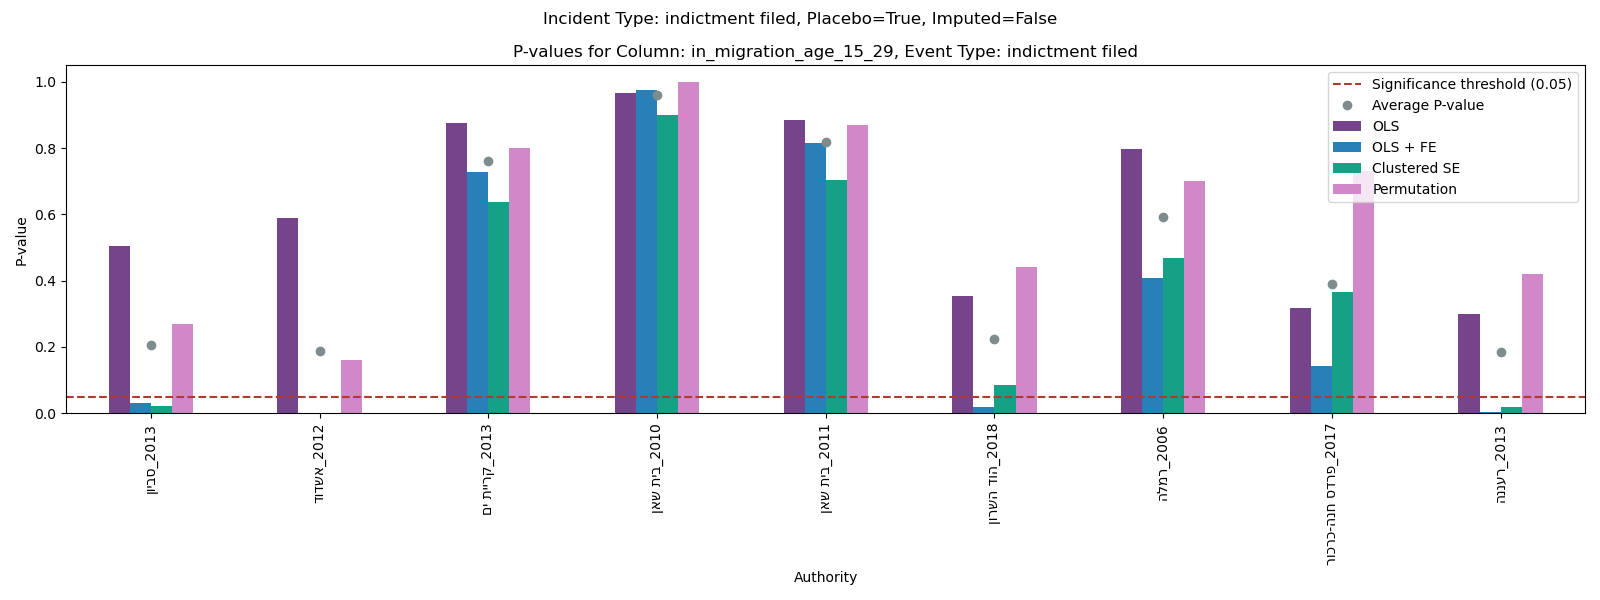 Incident Type: indictment filed, Placebo=True, Imputed=False
P-values for Column: in_migration_age_15_29, Event Type: indictment filed
Significance threshold (0.05)
Average P-value
OLS
OLS + FE
Clustered SE
Permutation
P-value
1.0
0.8
0.6
0.4
0.2
0.0
סביון_2013
אשדוד_2012
קריית ים_2013
בית שאן_2010
בית שאן_2011
הוד השרון_2018
רמלה_2006
פרדס חנה-כרכור_2017
רעננה_2013
Authority